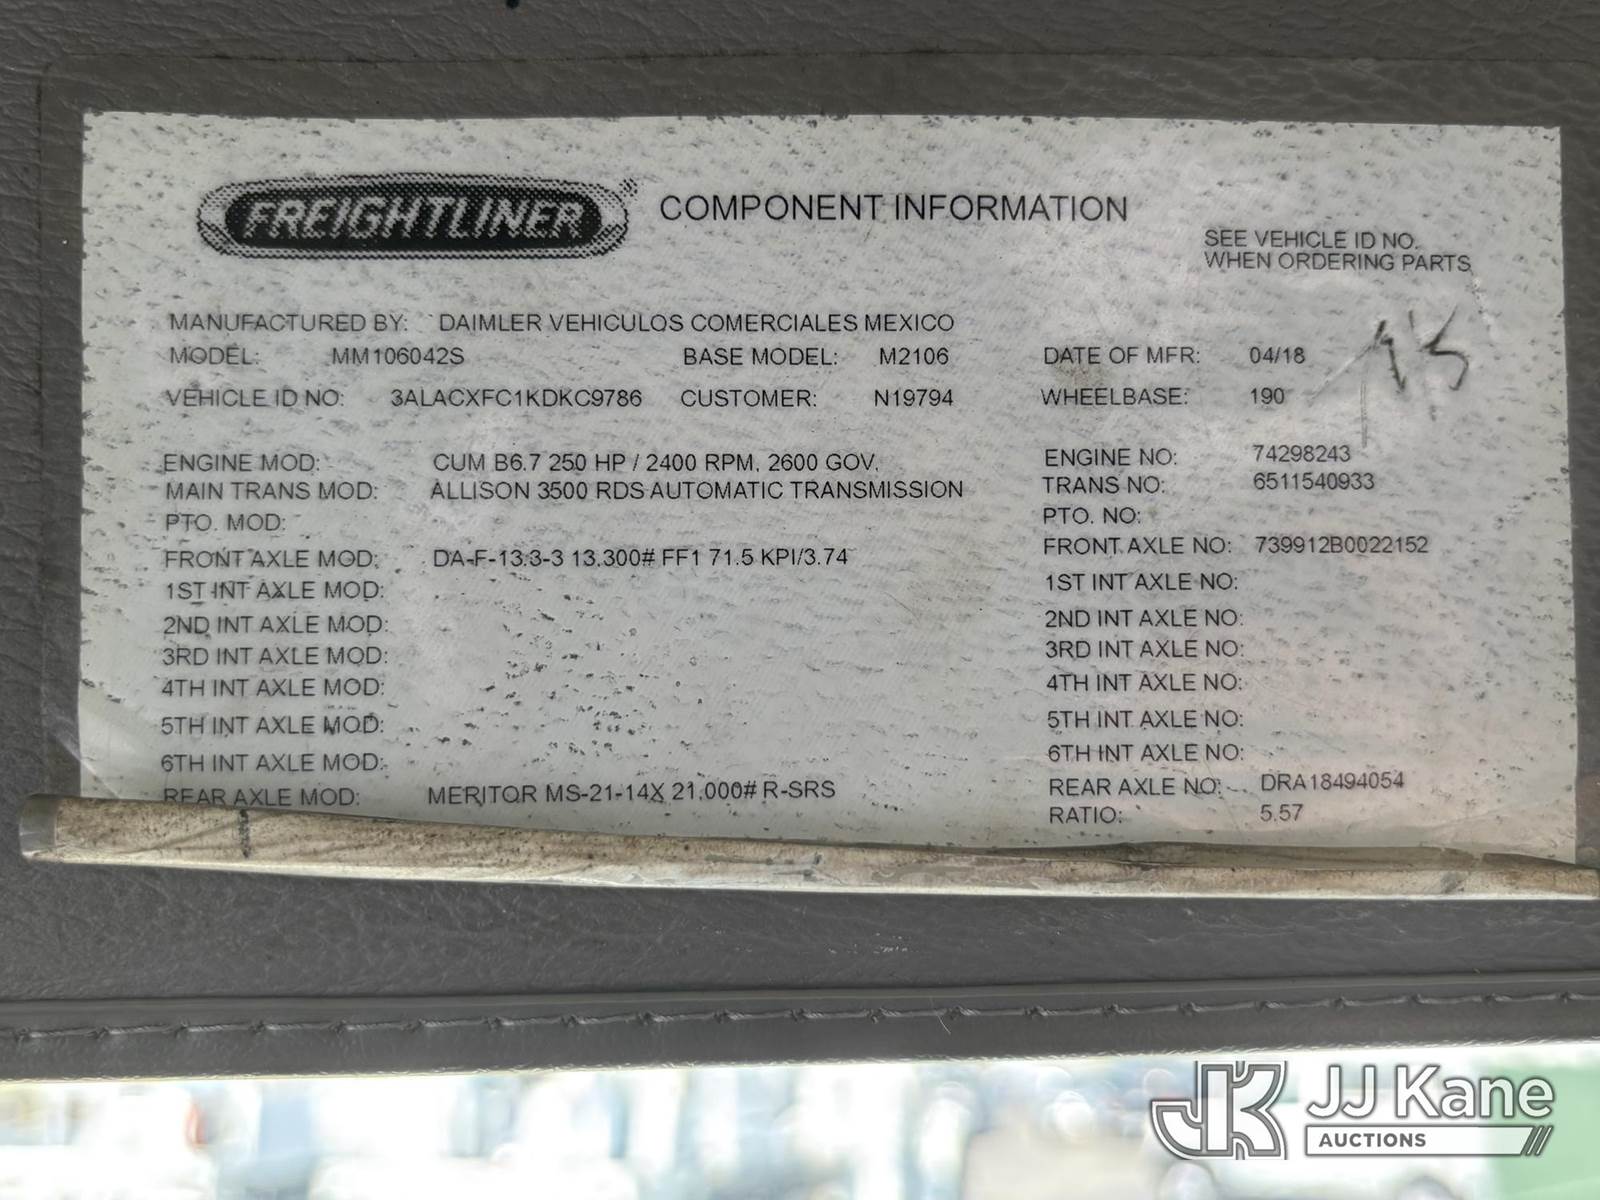 FREIGHTLINER COMPONENT INFORMATION
SEE VEHICLE ID NO.
WHEN ORDERING PARTS
MANUFACTURED BY: DAIMLER VEHICULOS COMERCIALES MEXICO
MODEL: MM106042S BASE MODEL: M2106 DATE OF MFR: 04/18
VEHICLE ID NO: 3ALACXFC1KDKC9786 CUSTOMER: N19794 WHEELBASE: 190
ENGINE MOD: CUM B6.7 250 HP / 2400 RPM, 2600 GOV, ENGINE NO: 74298243
MAIN TRANS MOD: ALLISON 3500 RDS AUTOMATIC TRANSMISSION TRANS NO: 6511540933
PTO. MOD: PTO. NO:
FRONT AXLE MOD: DA-F-13.3-3 13,300# FF1 71.5 KPI/3.74 FRONT AXLE NO: 739912B0022152
1ST INT AXLE MOD: 1ST INT AXLE NO:
2ND INT AXLE MOD: 2ND INT AXLE NO:
3RD INT AXLE MOD: 3RD INT AXLE NO:
4TH INT AXLE MOD: 4TH INT AXLE NO:
5TH INT AXLE MOD: 5TH INT AXLE NO:
6TH INT AXLE MOD: 6TH INT AXLE NO:
REAR AXLE MOD: MERITOR MS-21-14X 21,000# R-SRS REAR AXLE NO: DRA18494054
RATIO: 5.57
JK JJ Kane
AUCTIONS